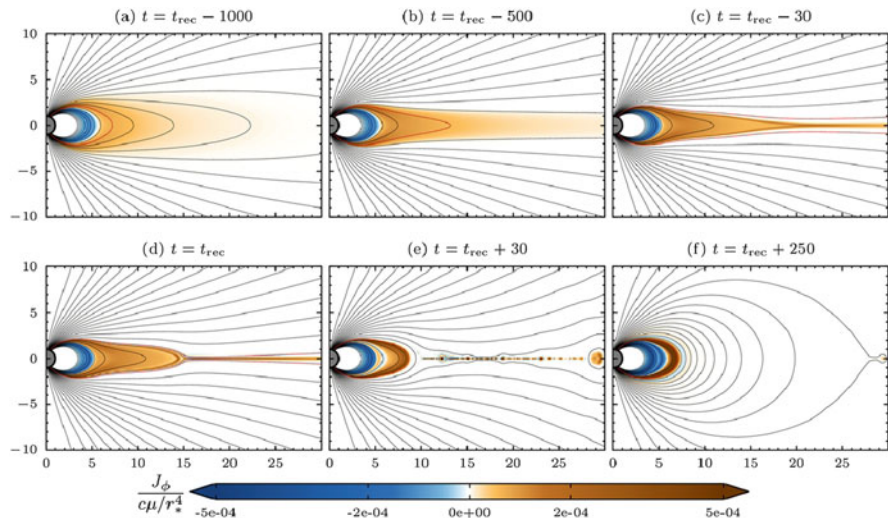 (a) t = t_rec − 1000 (b) t = t_rec − 500 (c) t = t_rec − 30
10
5
0
−5
−10
(d) t = t_rec (e) t = t_rec + 30 (f) t = t_rec + 250
10
5
0
−5
−10
0 5 10 15 20 25 0 5 10 15 20 25 0 5 10 15 20 25 30
J_ϕ
cμ/r_*^4
-5e-04 -2e-04 0e+00 2e-04 5e-04